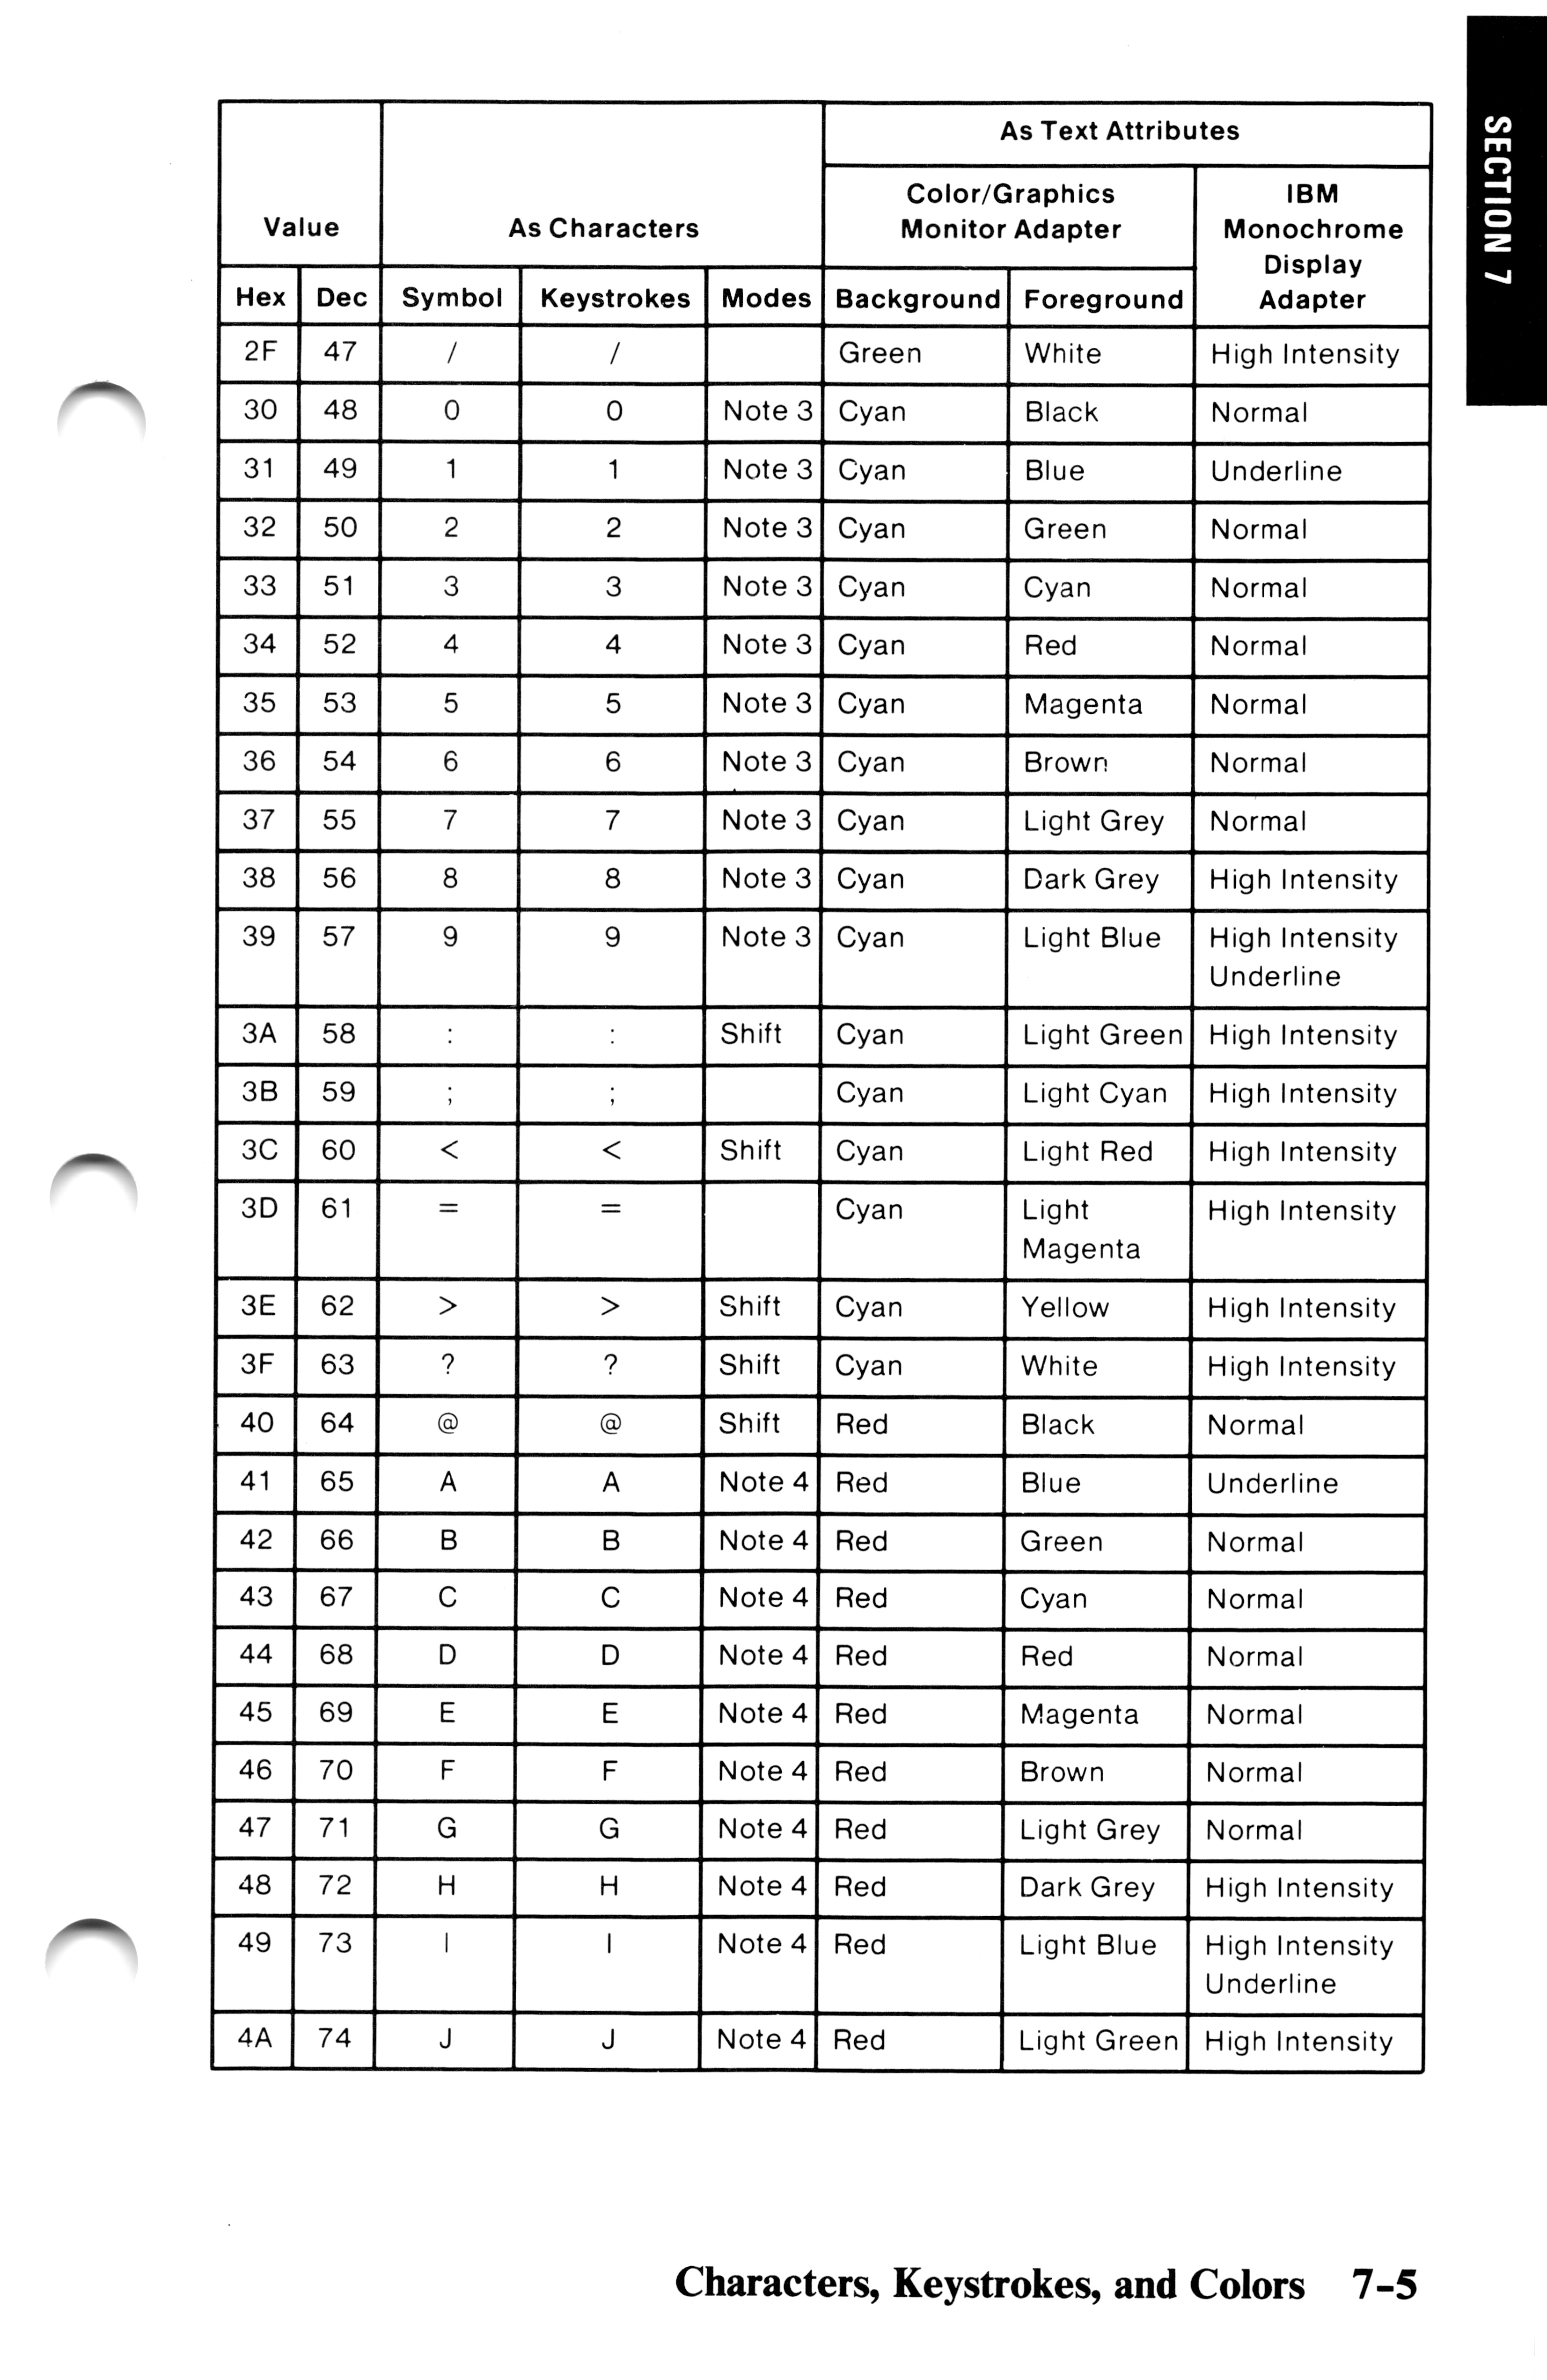 SECTION 7
As Text Attributes
Color/Graphics IBM
Value As Characters Monitor Adapter Monochrome
Display
Hex Dec Symbol Keystrokes Modes Background Foreground Adapter
2F 47 / / Green White High Intensity
30 48 0 0 Note 3 Cyan Black Normal
31 49 1 1 Note 3 Cyan Blue Underline
32 50 2 2 Note 3 Cyan Green Normal
33 51 3 3 Note 3 Cyan Cyan Normal
34 52 4 4 Note 3 Cyan Red Normal
35 53 5 5 Note 3 Cyan Magenta Normal
36 54 6 6 Note 3 Cyan Brown Normal
37 55 7 7 Note 3 Cyan Light Grey Normal
38 56 8 8 Note 3 Cyan Dark Grey High Intensity
39 57 9 9 Note 3 Cyan Light Blue High Intensity
Underline
3A 58 : : Shift Cyan Light Green High Intensity
3B 59 ; ; Cyan Light Cyan High Intensity
3C 60 < < Shift Cyan Light Red High Intensity
3D 61 = = Cyan Light High Intensity
Magenta
3E 62 > > Shift Cyan Yellow High Intensity
3F 63 ? ? Shift Cyan White High Intensity
40 64 @ @ Shift Red Black Normal
41 65 A A Note 4 Red Blue Underline
42 66 B B Note 4 Red Green Normal
43 67 C C Note 4 Red Cyan Normal
44 68 D D Note 4 Red Red Normal
45 69 E E Note 4 Red Magenta Normal
46 70 F F Note 4 Red Brown Normal
47 71 G G Note 4 Red Light Grey Normal
48 72 H H Note 4 Red Dark Grey High Intensity
49 73 I I Note 4 Red Light Blue High Intensity
Underline
4A 74 J J Note 4 Red Light Green High Intensity
Characters, Keystrokes, and Colors 7-5